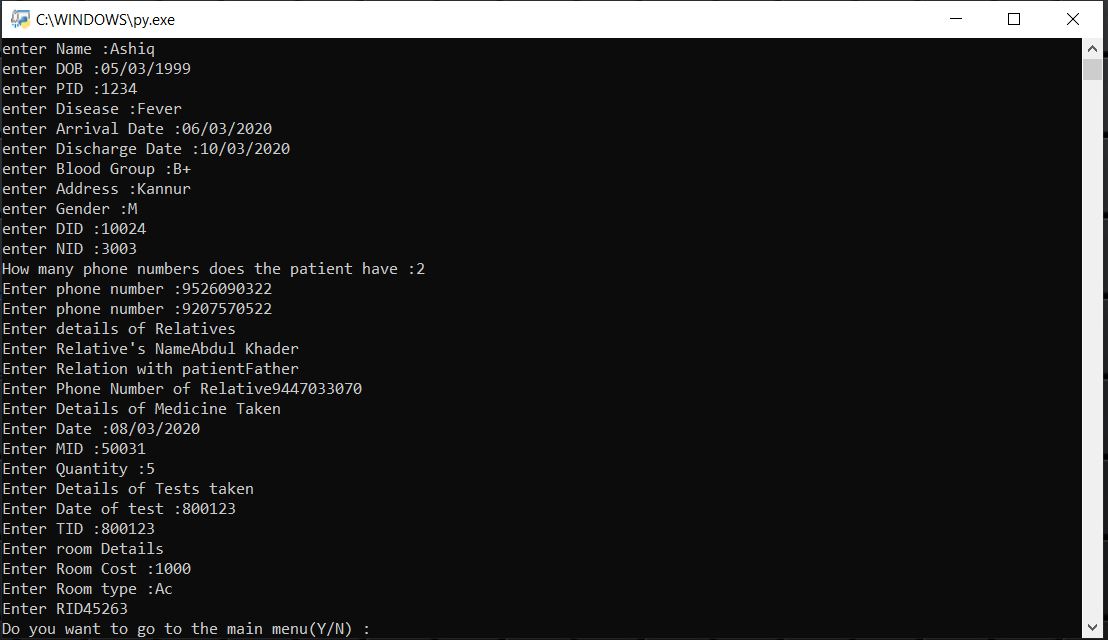 C:\WINDOWS\py.exe
enter Name :Ashiq
enter DOB :05/03/1999
enter PID :1234
enter Disease :Fever
enter Arrival Date :06/03/2020
enter Discharge Date :10/03/2020
enter Blood Group :B+
enter Address :Kannur
enter Gender :M
enter DID :10024
enter NID :3003
How many phone numbers does the patient have :2
Enter phone number :9526090322
Enter phone number :9207570522
Enter details of Relatives
Enter Relative's NameAbdul Khader
Enter Relation with patientFather
Enter Phone Number of Relative9447033070
Enter Details of Medicine Taken
Enter Date :08/03/2020
Enter MID :50031
Enter Quantity :5
Enter Details of Tests taken
Enter Date of test :800123
Enter TID :800123
Enter room Details
Enter Room Cost :1000
Enter Room type :Ac
Enter RID45263
Do you want to go to the main menu(Y/N) :